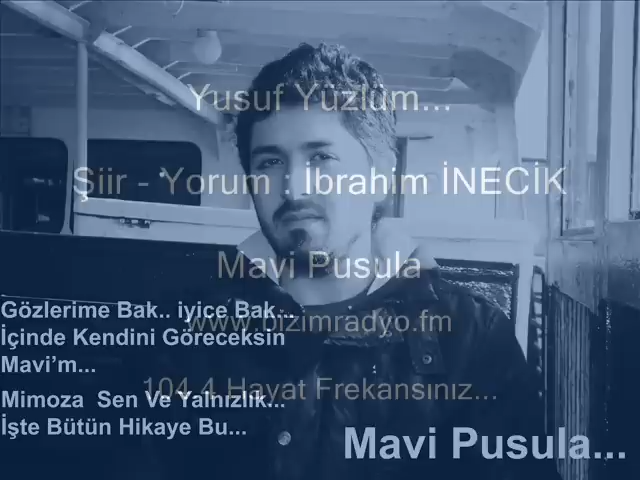 Yusuf Yüzlüm...
Şiir - Yorum : İbrahim İNECİK
Mavi Pusula
www.bizimradyo.fm
104.4 Hayat Frekansınız...
Gözlerime Bak.. iyice Bak...
İçinde Kendini Göreceksin
Mavi’m...
Mimoza Sen Ve Yalnızlık...
İşte Bütün Hikaye Bu...
Mavi Pusula...